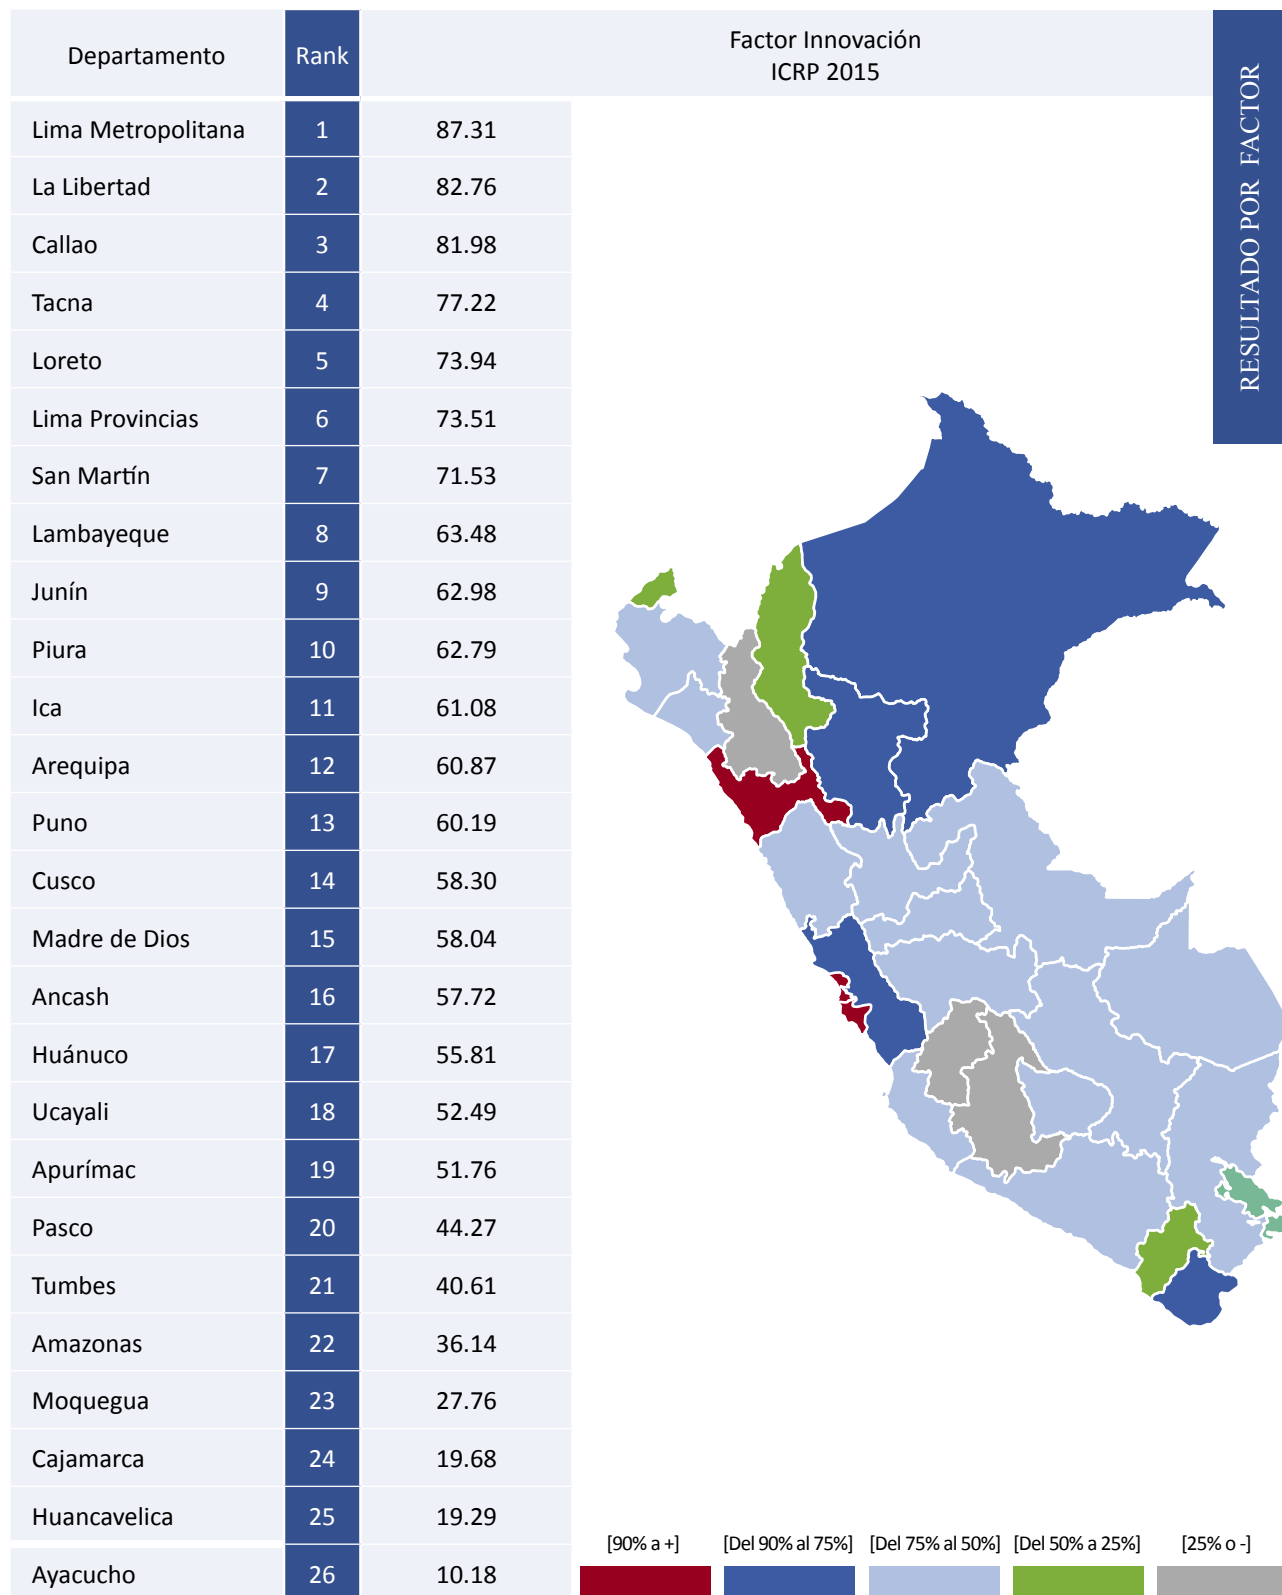 Departamento Rank Factor Innovación
ICRP 2015
RESULTADO POR FACTOR
Lima Metropolitana 1 87.31
La Libertad 2 82.76
Callao 3 81.98
Tacna 4 77.22
Loreto 5 73.94
Lima Provincias 6 73.51
San Martín 7 71.53
Lambayeque 8 63.48
Junín 9 62.98
Piura 10 62.79
Ica 11 61.08
Arequipa 12 60.87
Puno 13 60.19
Cusco 14 58.30
Madre de Dios 15 58.04
Ancash 16 57.72
Huánuco 17 55.81
Ucayali 18 52.49
Apurímac 19 51.76
Pasco 20 44.27
Tumbes 21 40.61
Amazonas 22 36.14
Moquegua 23 27.76
Cajamarca 24 19.68
Huancavelica 25 19.29
Ayacucho 26 10.18
[90% a +] [Del 90% al 75%] [Del 75% al 50%] [Del 50% a 25%] [25% o -]